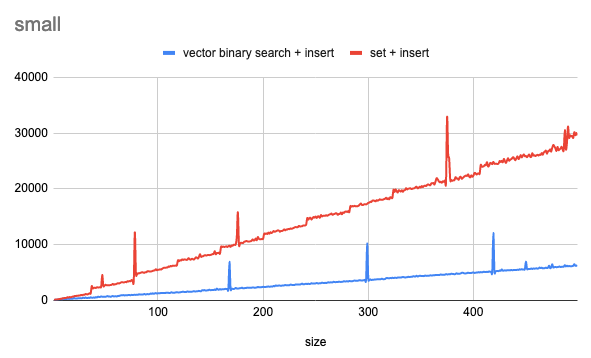 small
vector binary search + insert
set + insert
40000
30000
20000
10000
0
100
200
300
400
size